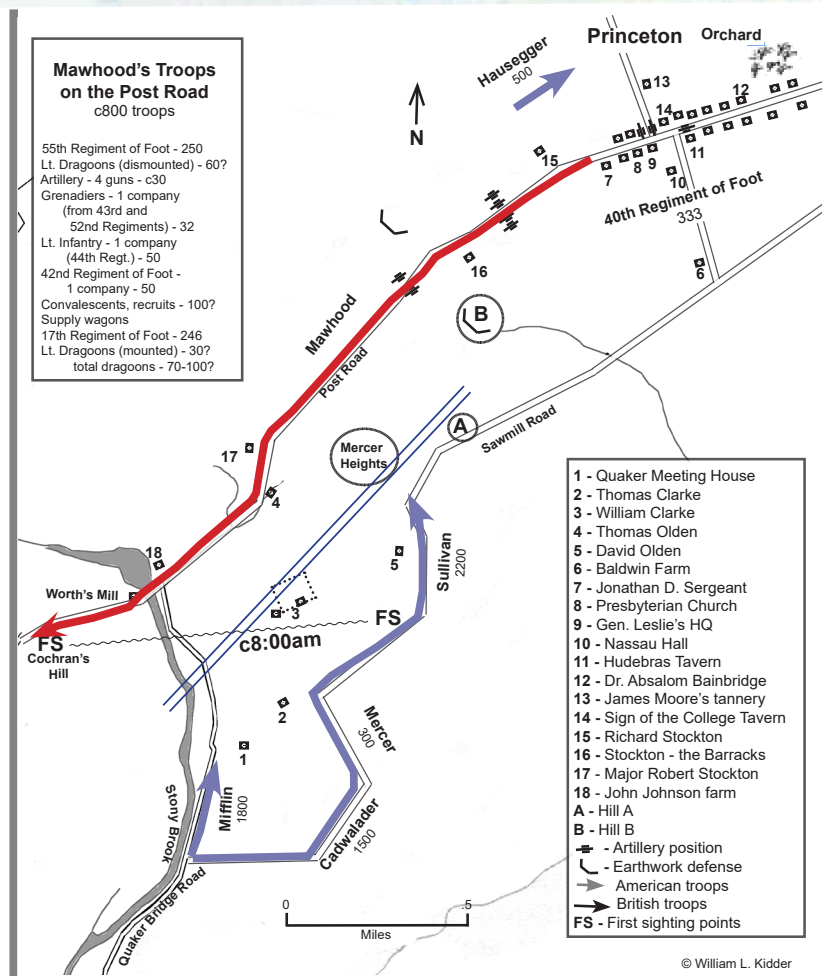 Mawhood's Troops
on the Post Road
c800 troops
55th Regiment of Foot - 250
Lt. Dragoons (dismounted) - 60?
Artillery - 4 guns - c30
Grenadiers - 1 company
(from 43rd and
52nd Regiments) - 32
Lt. Infantry - 1 company
(44th Regt.) - 50
42nd Regiment of Foot -
1 company - 50
Convalescents, recruits - 100?
Supply wagons
17th Regiment of Foot - 246
Lt. Dragoons (mounted) - 30?
total dragoons - 70-100?
N
Hausegger
500
Princeton
Orchard
13
12
14
15
7
8
9
11
10
40th Regiment of Foot
333
6
16
B
Mawhood
Post Road
A
Sawmill Road
Mercer
Heights
17
4
18
5
Sullivan
2200
Worth's Mill
3
FS
c8:00am
FS
Cochran's
Hill
2
1
Mercer
300
Mifflin
1800
Cadwalader
1500
Stony Brook
Quaker Bridge Road
0
.5
Miles
1 - Quaker Meeting House
2 - Thomas Clarke
3 - William Clarke
4 - Thomas Olden
5 - David Olden
6 - Baldwin Farm
7 - Jonathan D. Sergeant
8 - Presbyterian Church
9 - Gen. Leslie's HQ
10 - Nassau Hall
11 - Hudebras Tavern
12 - Dr. Absalom Bainbridge
13 - James Moore's tannery
14 - Sign of the College Tavern
15 - Richard Stockton
16 - Stockton - the Barracks
17 - Major Robert Stockton
18 - John Johnson farm
A - Hill A
B - Hill B
- Artillery position
- Earthwork defense
American troops
British troops
FS - First sighting points
© William L. Kidder